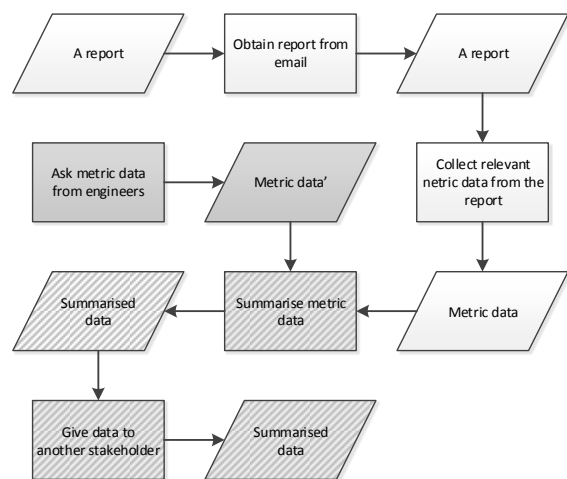 A report
Obtain report from
email
A report
Ask metric data
from engineers
Metric data’
Collect relevant
netric data from the
report
Summarised
data
Summarise metric
data
Metric data
Give data to
another stakeholder
Summarised
data